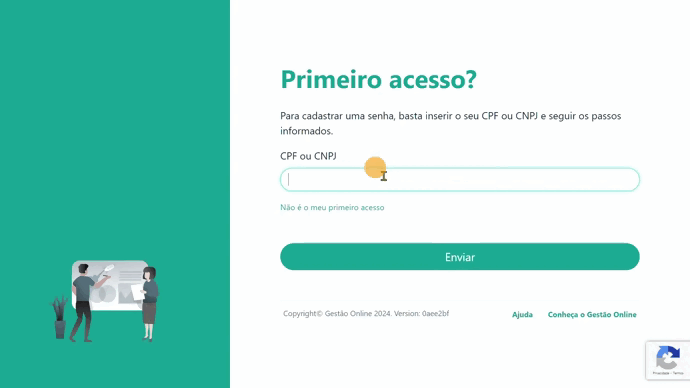 Primeiro acesso?
Para cadastrar uma senha, basta inserir o seu CPF ou CNPJ e seguir os passos
informados.
CPF ou CNPJ
Não é o meu primeiro acesso
Enviar
Copyright© Gestão Online 2024. Version: 0aee2bf
Ajuda
Conheça o Gestão Online
Privacidade - Termos